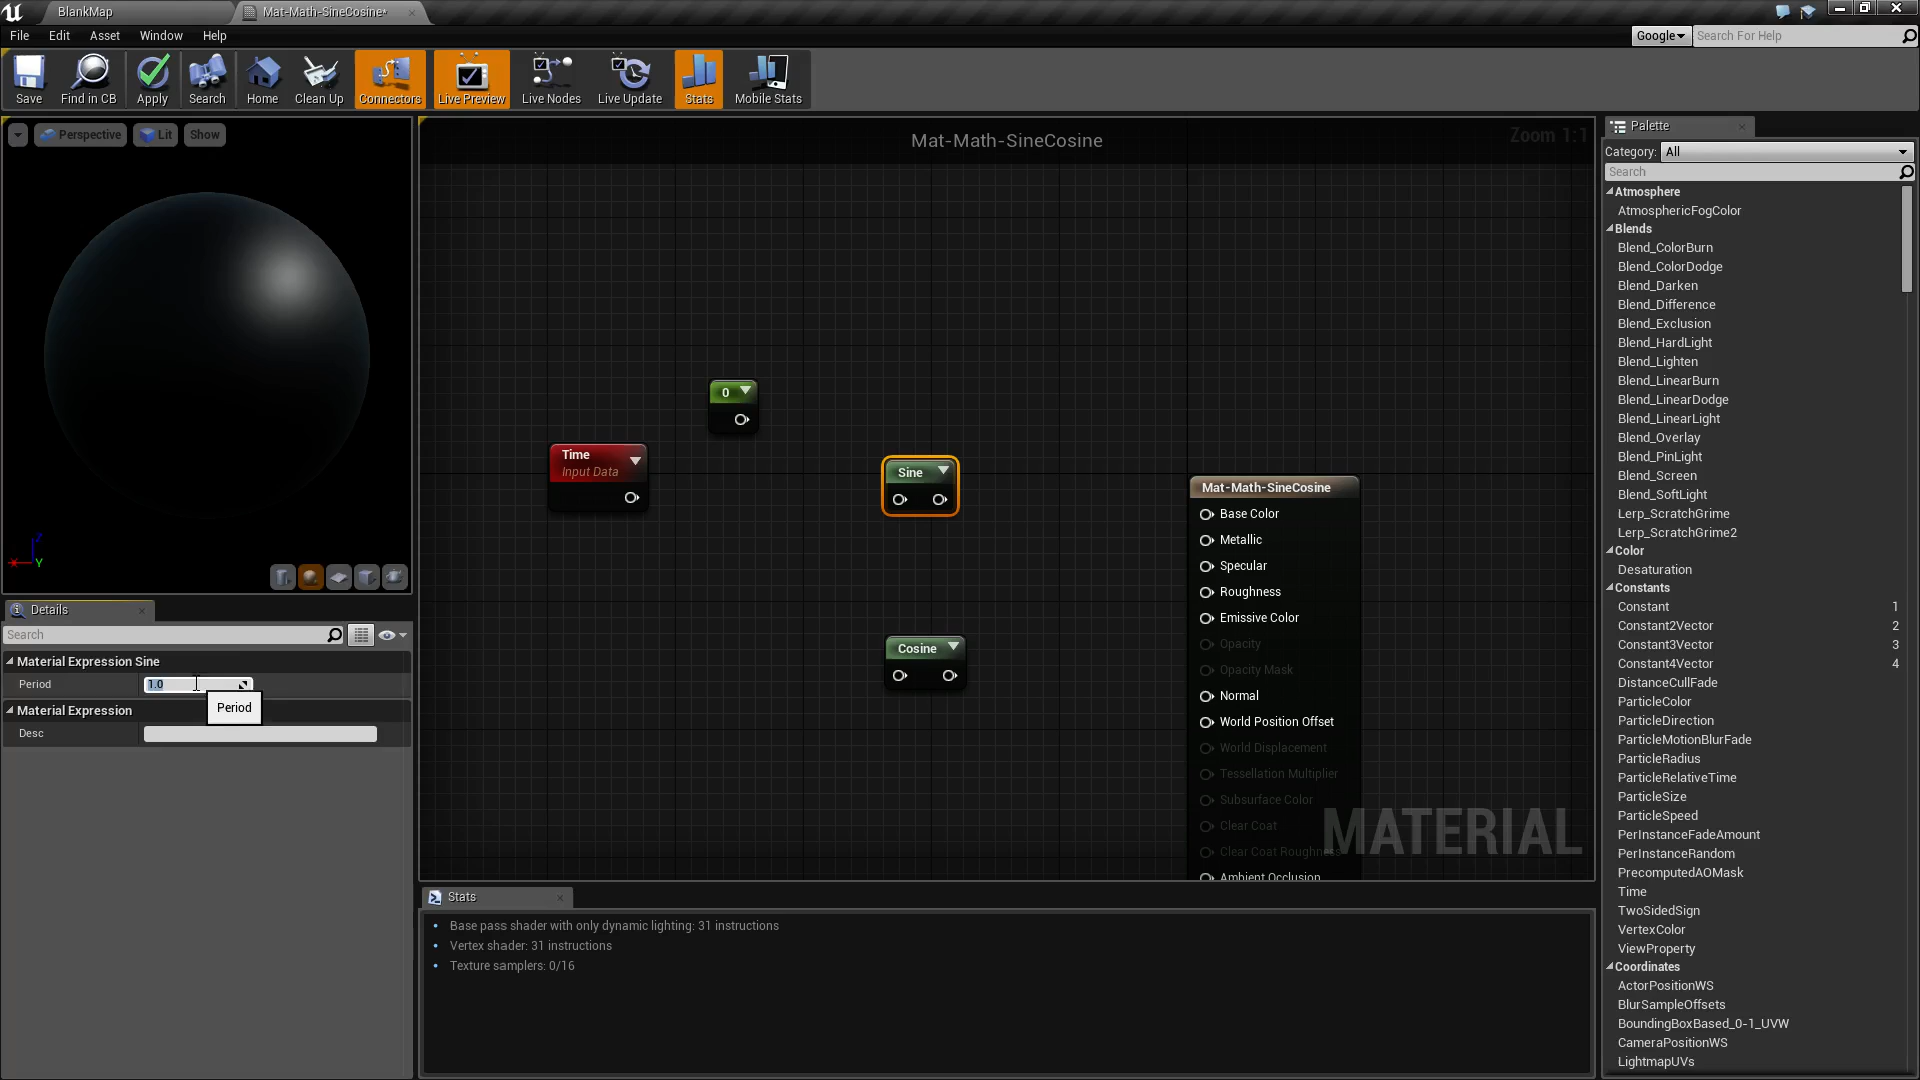 BlankMap
Mat-Math-SineCosine*
File
Edit
Asset
Window
Help
Google
Search For Help
Save
Find in CB
Apply
Search
Home
Clean Up
Connectors
Live Preview
Live Nodes
Live Update
Stats
Mobile Stats
Perspective
Lit
Show
Z
X
Y
Mat-Math-SineCosine
Zoom 1:1
0
Time
Input Data
Sine
Cosine
Mat-Math-SineCosine
Base Color
Metallic
Specular
Roughness
Emissive Color
Opacity
Opacity Mask
Normal
World Position Offset
World Displacement
Tessellation Multiplier
Subsurface Color
Clear Coat
Clear Coat Roughness
Ambient Occlusion
MATERIAL
Details
Search
Material Expression Sine
Period
1.0
Period
Material Expression
Desc
Stats
Base pass shader with only dynamic lighting: 31 instructions
Vertex shader: 31 instructions
Texture samplers: 0/16
Palette
Category: All
Search
Atmosphere
AtmosphericFogColor
Blends
Blend_ColorBurn
Blend_ColorDodge
Blend_Darken
Blend_Difference
Blend_Exclusion
Blend_HardLight
Blend_Lighten
Blend_LinearBurn
Blend_LinearDodge
Blend_LinearLight
Blend_Overlay
Blend_PinLight
Blend_Screen
Blend_SoftLight
Lerp_ScratchGrime
Lerp_ScratchGrime2
Color
Desaturation
Constants
Constant 1
Constant2Vector 2
Constant3Vector 3
Constant4Vector 4
DistanceCullFade
ParticleColor
ParticleDirection
ParticleMotionBlurFade
ParticleRadius
ParticleRelativeTime
ParticleSize
ParticleSpeed
PerInstanceFadeAmount
PerInstanceRandom
PrecomputedAOMask
Time
TwoSidedSign
VertexColor
ViewProperty
Coordinates
ActorPositionWS
BlurSampleOffsets
BoundingBoxBased_0-1_UVW
CameraPositionWS
LightmapUVs